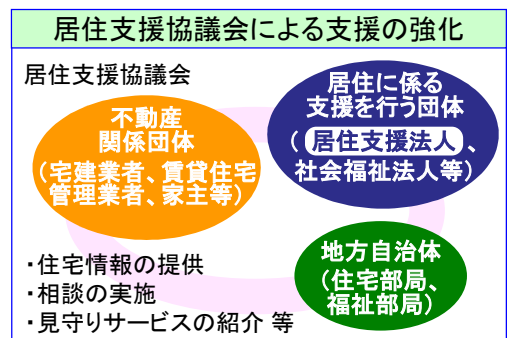 居住支援協議会による支援の強化
居住支援協議会
不動産
関係団体
(宅建業者、賃貸住宅
管理業者、家主等)
居住に係る
支援を行う団体
(居住支援法人、
社会福祉法人等)
地方自治体
(住宅部局、
福祉部局)
・住宅情報の提供
・相談の実施
・見守りサービスの紹介 等